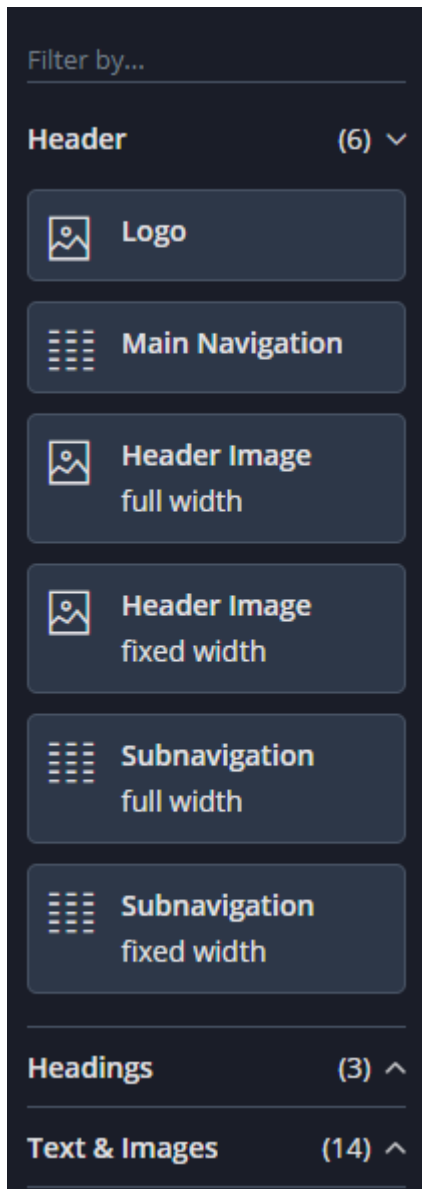 Filter by...
Header (6)
Logo
Main Navigation
Header Image
full width
Header Image
fixed width
Subnavigation
full width
Subnavigation
fixed width
Headings (3)
Text & Images (14)